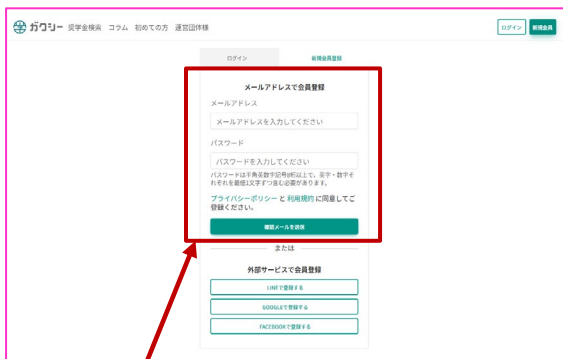 ガクシー 奨学金検索 コラム 初めての方 運営団体様 ログイン 新規会員
ログイン 新規会員登録
メールアドレスで会員登録
メールアドレス
メールアドレスを入力してください
パスワード
パスワードを入力してください
パスワードは半角英数字記号8桁以上で、英字・数字そ
れぞれを最低1文字ずつ含む必要があります。
プライバシーポリシー と 利用規約 に同意してご
登録ください。
確認メールを送信
または
外部サービスで会員登録
LINEで登録する
GOOGLEで登録する
FACEBOOKで登録する